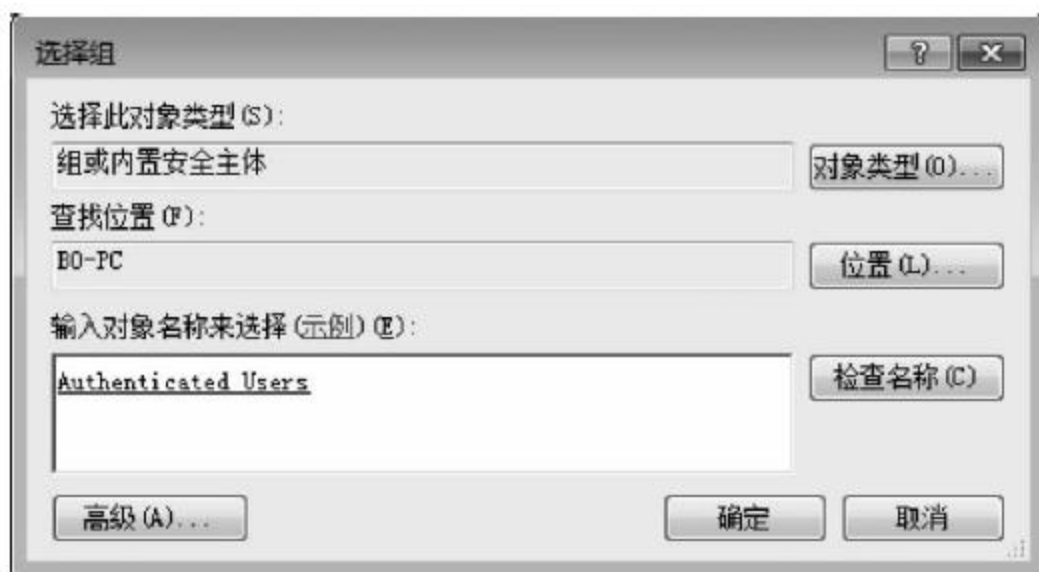 选择组
选择此对象类型(S):
组或内置安全主体
对象类型(O)...
查找位置(F):
BO-PC
位置(L)...
输入对象名称来选择(示例)(E):
Authenticated Users
检查名称(C)
高级(A)...
确定
取消